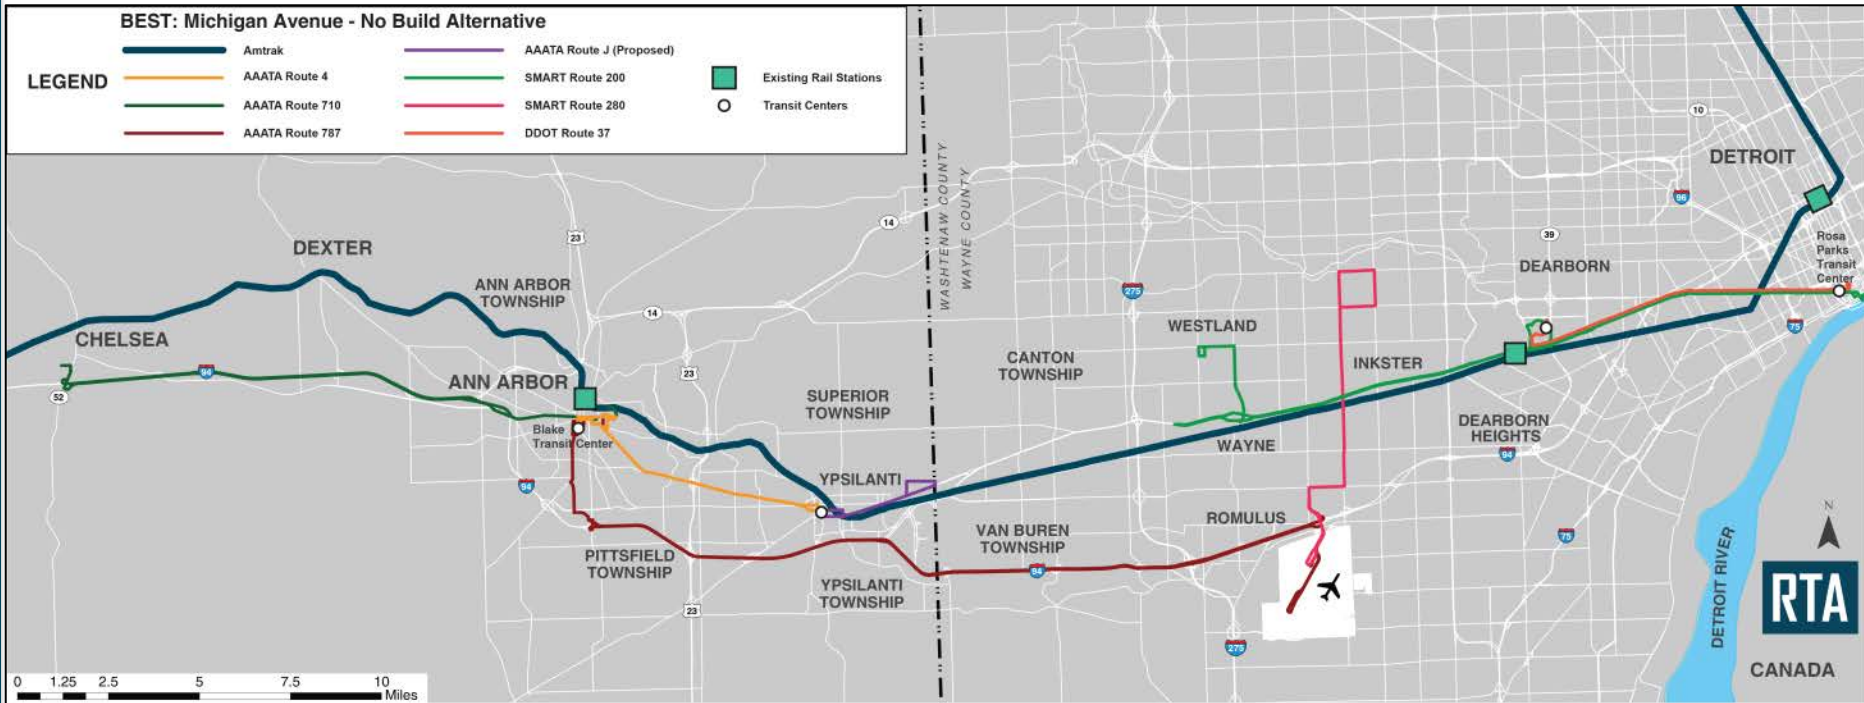 BEST: Michigan Avenue - No Build Alternative
LEGEND
Amtrak
AAATA Route 4
AAATA Route 710
AAATA Route 787
AAATA Route J (Proposed)
SMART Route 200
SMART Route 280
DDOT Route 37
Existing Rail Stations
Transit Centers
WASHTENAW COUNTY
WAYNE COUNTY
10
DETROIT
96
14
23
39
DEXTER
DEARBORN
Rosa
Parks
Transit
Center
ANN ARBOR
TOWNSHIP
275
14
75
WESTLAND
CHELSEA
CANTON
TOWNSHIP
INKSTER
94
23
ANN ARBOR
52
SUPERIOR
TOWNSHIP
Blake
Transit Center
DEARBORN
HEIGHTS
WAYNE
94
YPSILANTI
94
ROMULUS
VAN BUREN
TOWNSHIP
75
N
PITTSFIELD
TOWNSHIP
94
YPSILANTI
TOWNSHIP
23
275
DETROIT RIVER
RTA
CANADA
0 1.25 2.5 5 7.5 10
Miles